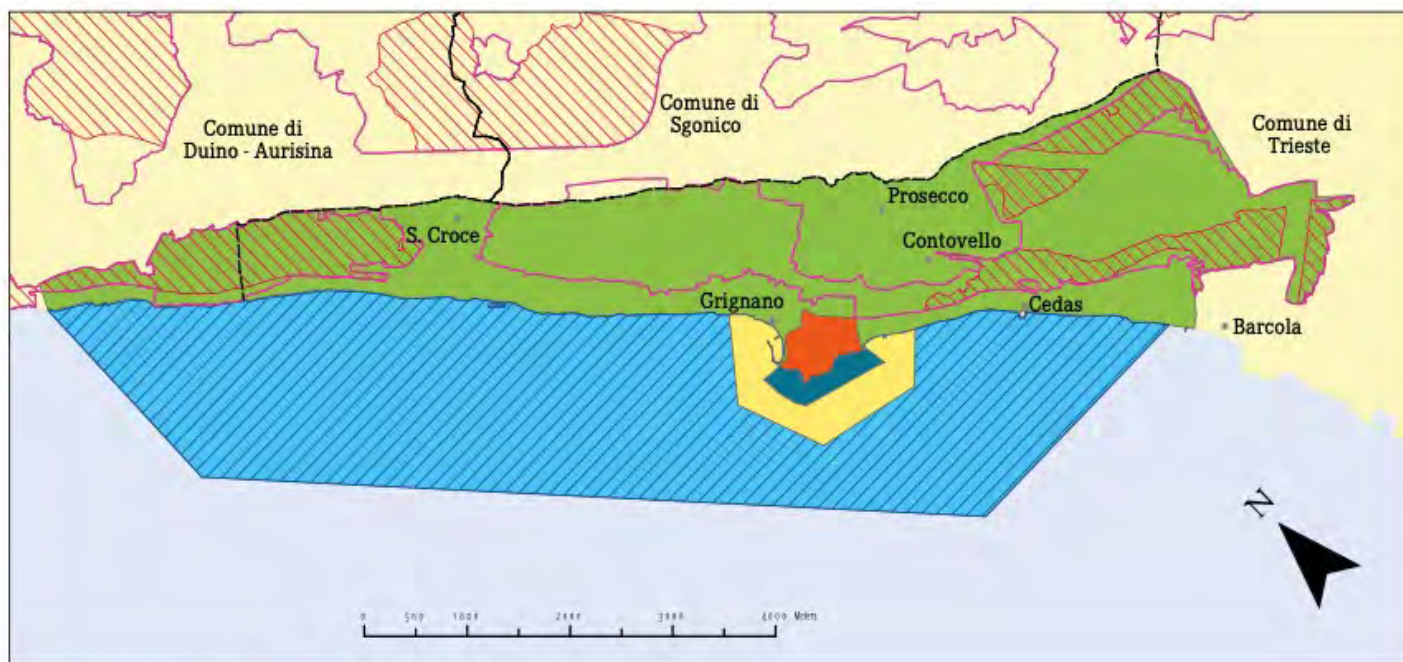 Comune di
Sgonico
Comune di
Duino - Aurisina
Comune di
Trieste
Prosecco
S. Croce
Contovello
Grignano
Cedas
Barcola
N
0 500 1000 2000 3000 4000 Meters